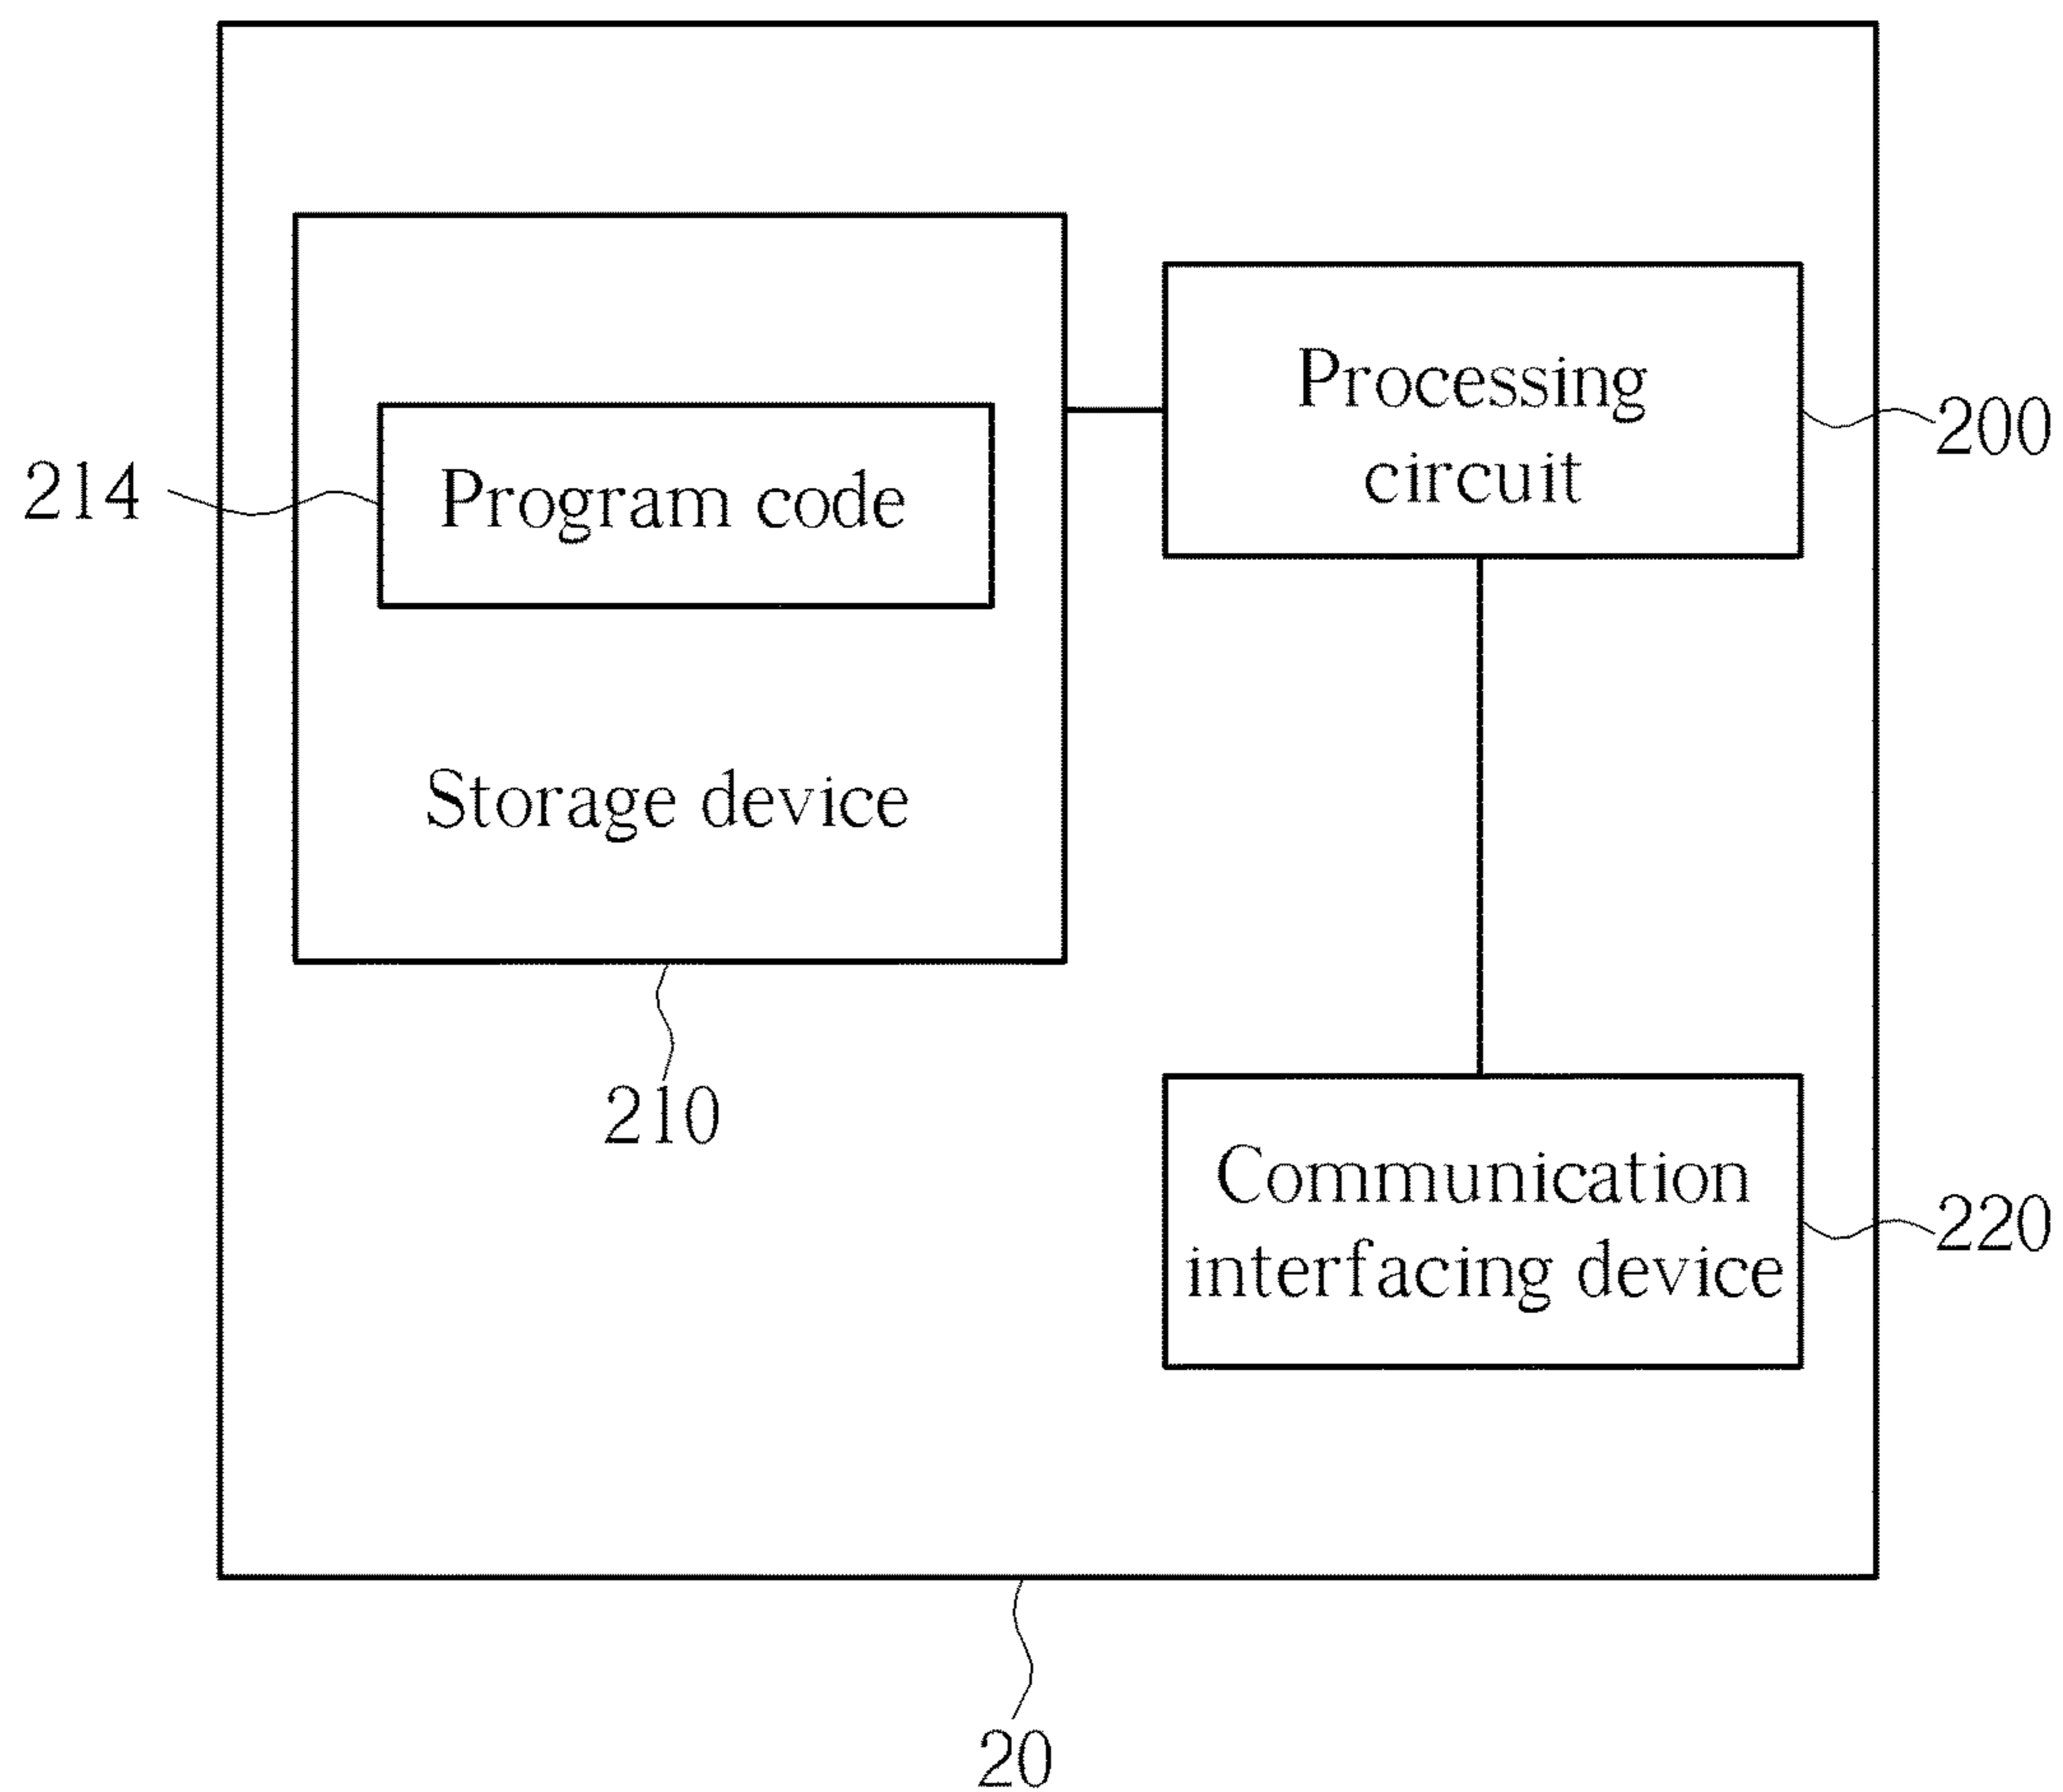 Processing
circuit
200
214
Program code
Storage device
210
Communication
interfacing device
220
20